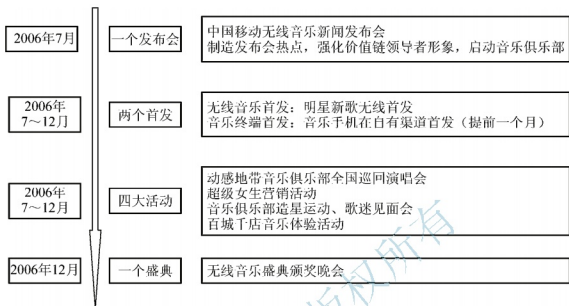 2006年7月
一个发布会
中国移动无线音乐新闻发布会
制造发布会热点，强化价值链领导者形象，启动音乐俱乐部
2006年
7～12月
两个首发
无线音乐首发：明星新歌无线首发
音乐终端首发：音乐手机在自有渠道首发（提前一个月）
2006年
7～12月
四大活动
动感地带音乐俱乐部全国巡回演唱会
超级女生营销活动
音乐俱乐部造星运动、歌迷见面会
百城千店音乐体验活动
2006年12月
一个盛典
无线音乐盛典颁奖晚会
版权所有